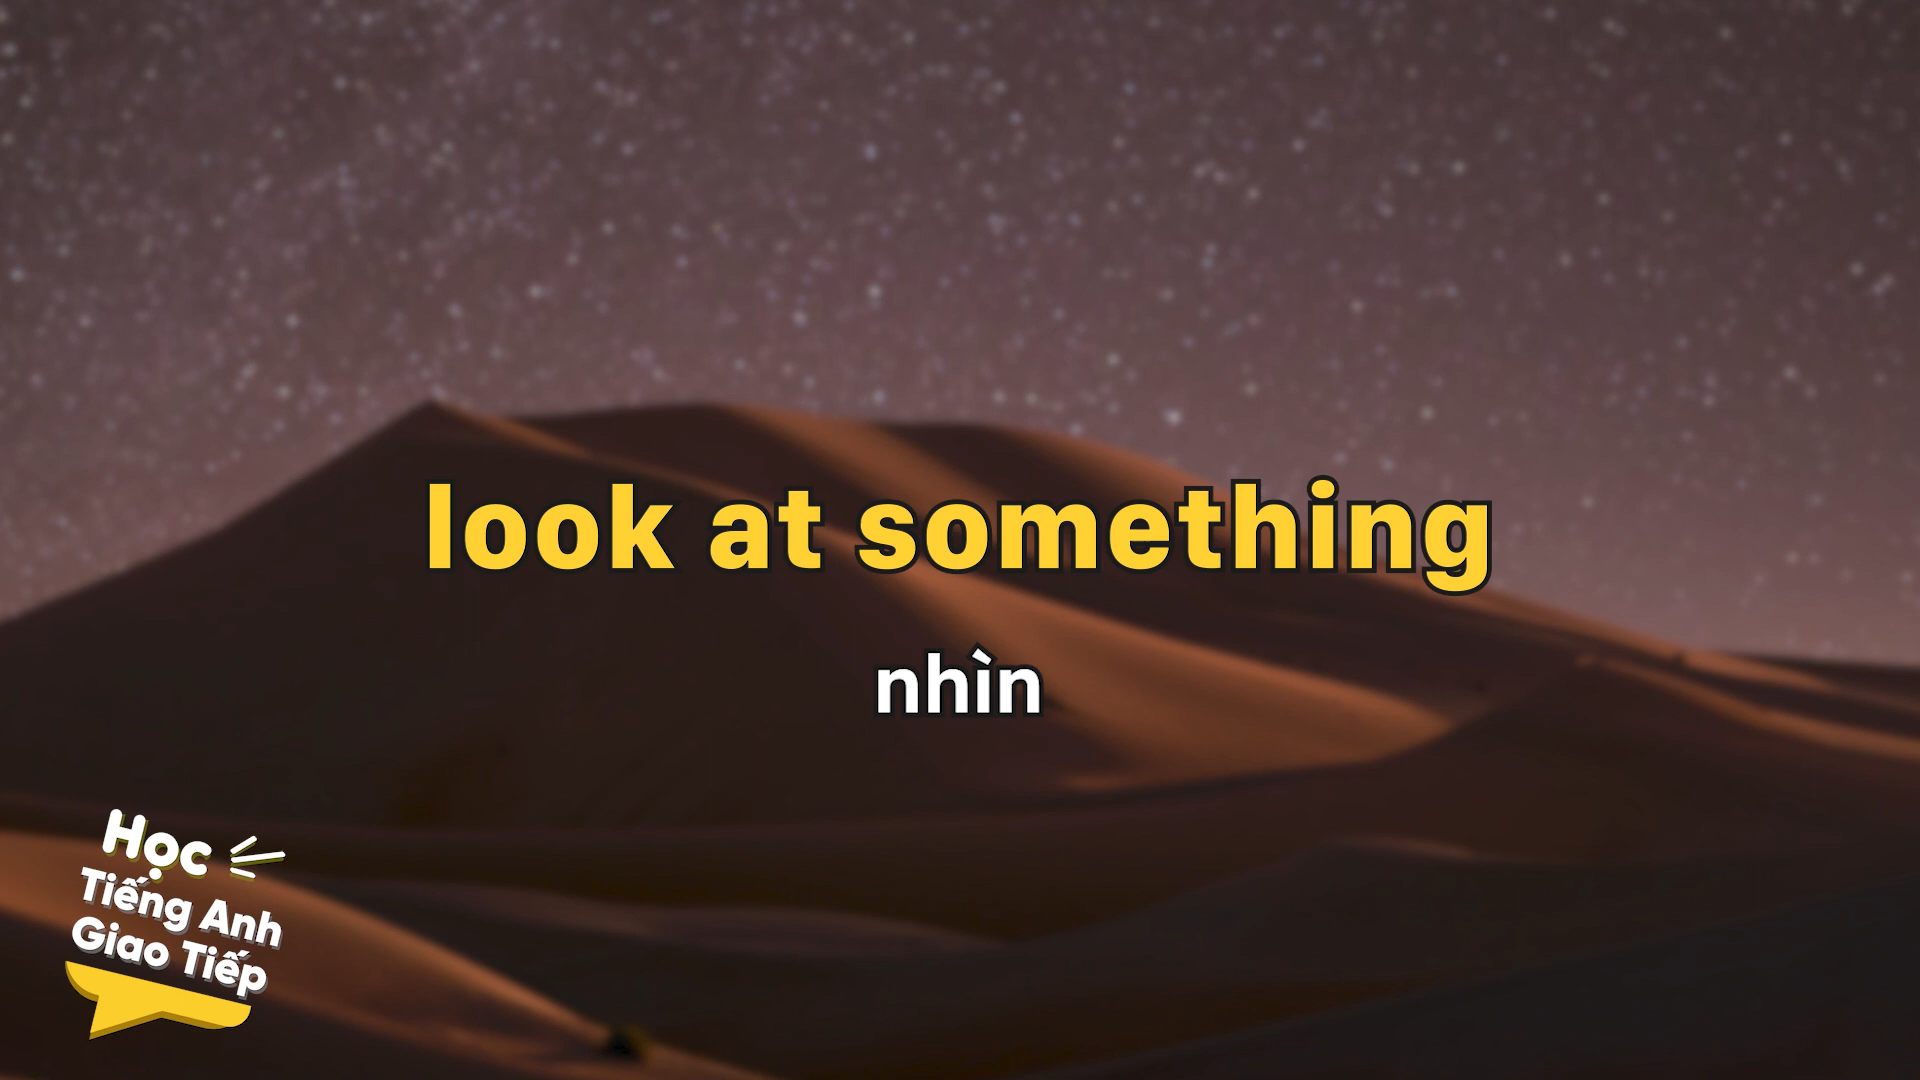 look at something
nhìn
Học
Tiếng Anh
Giao Tiếp